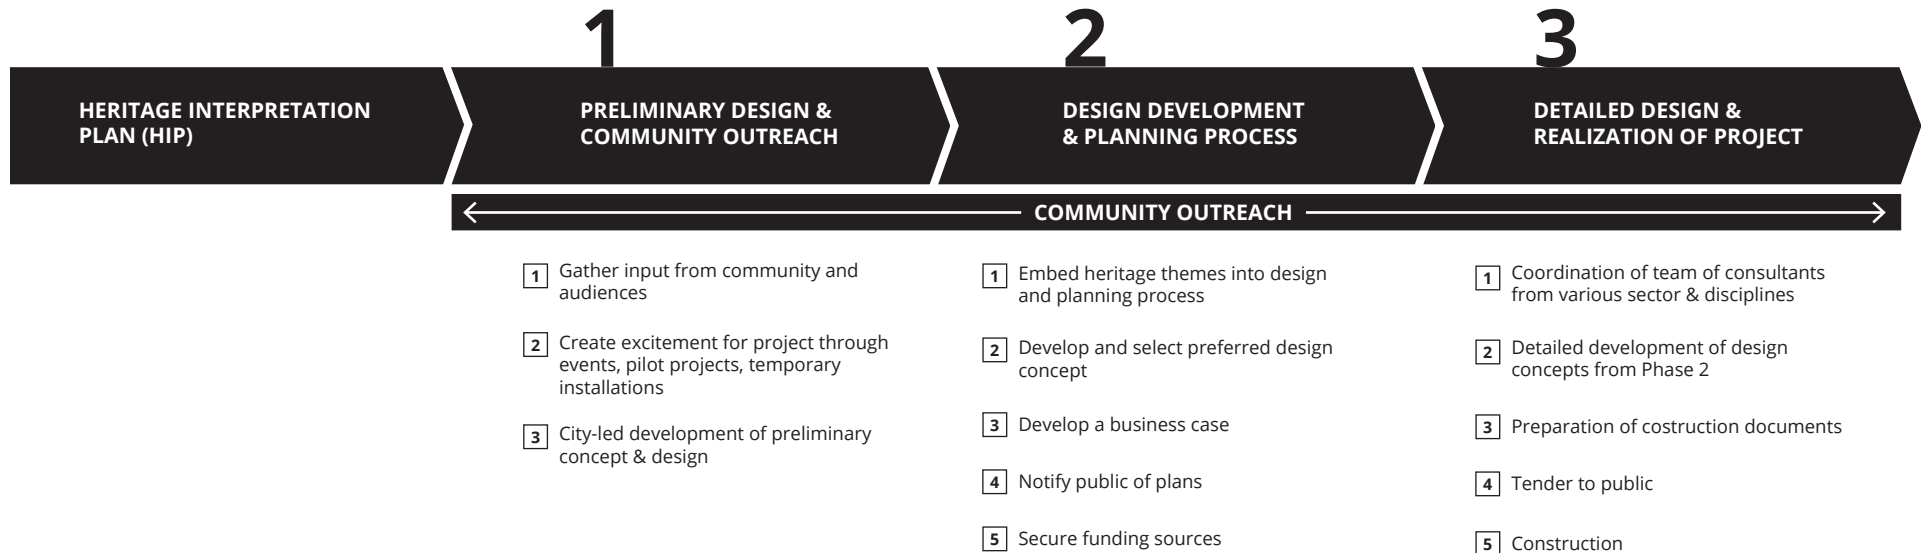 1
2
3
HERITAGE INTERPRETATION
PLAN (HIP)
PRELIMINARY DESIGN &
COMMUNITY OUTREACH
DESIGN DEVELOPMENT
& PLANNING PROCESS
DETAILED DESIGN &
REALIZATION OF PROJECT
COMMUNITY OUTREACH
1 Gather input from community and
audiences
2 Create excitement for project through
events, pilot projects, temporary
installations
3 City-led development of preliminary
concept & design
1 Embed heritage themes into design
and planning process
2 Develop and select preferred design
concept
3 Develop a business case
4 Notify public of plans
5 Secure funding sources
1 Coordination of team of consultants
from various sector & disciplines
2 Detailed development of design
concepts from Phase 2
3 Preparation of costruction documents
4 Tender to public
5 Construction